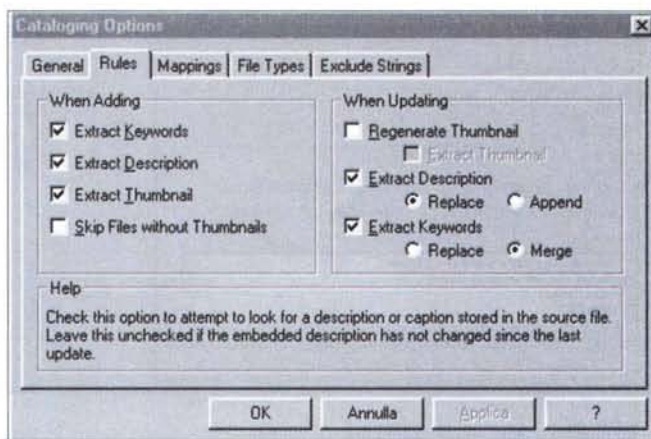 Cataloging Options
General Rules Mappings File Types Exclude Strings
When Adding
Extract Keywords
Extract Description
Extract Thumbnail
Skip Files without Thumbnails
When Updating
Regenerate Thumbnail
Extract Thumbnail
Extract Description
Replace Append
Extract Keywords
Replace Merge
Help
Check this option to attempt to look for a description or caption stored in the source file.
Leave this unchecked if the embedded description has not changed since the last
update.
OK Annulla Applica ?